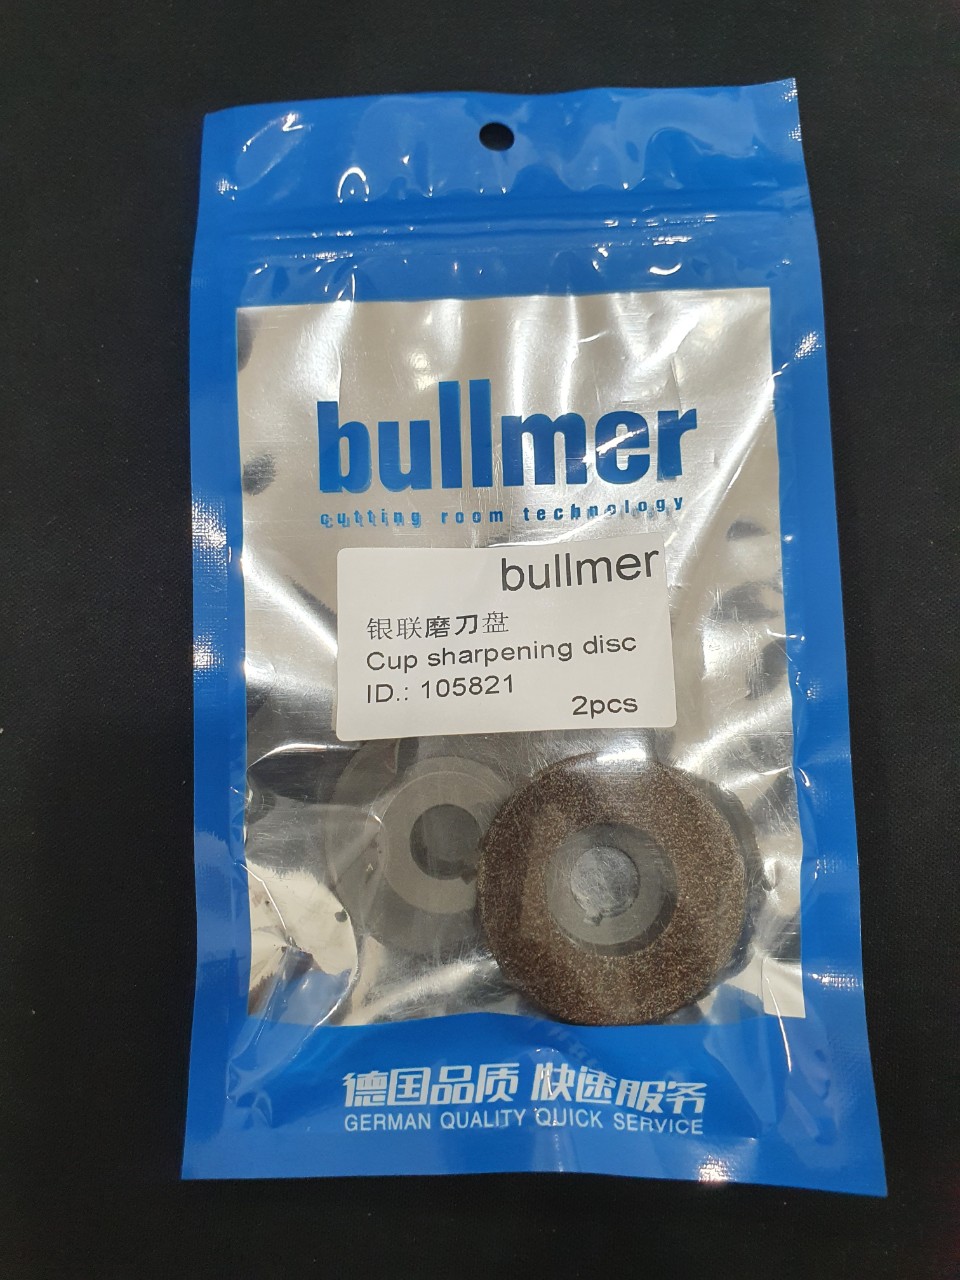 bullmer
cutting room technology
bullmer
银联磨刀盘
Cup sharpening disc
ID.: 105821
2pcs
德国品质 快速服务
GERMAN QUALITY QUICK SERVICE